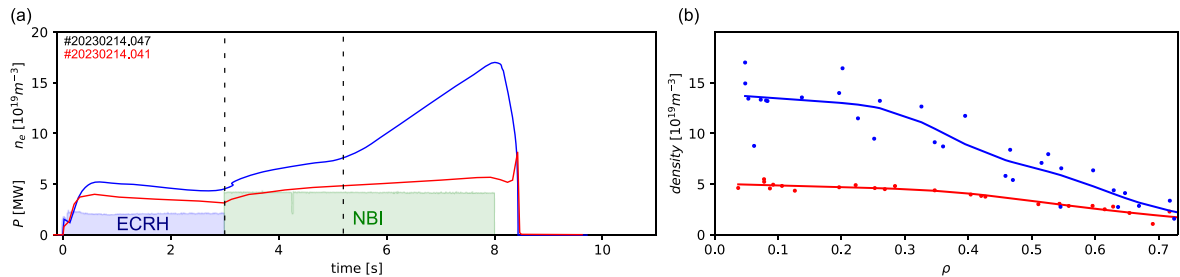 (a)
#20230214.047
#20230214.041
n_e [10^{19}m^{-3}]
P [MW]
20
15
10
5
0
ECRH
NBI
0
2
4
6
8
10
time [s]
(b)
density [10^{19}m^{-3}]
20
15
10
5
0
0.0
0.1
0.2
0.3
0.4
0.5
0.6
0.7
ρ